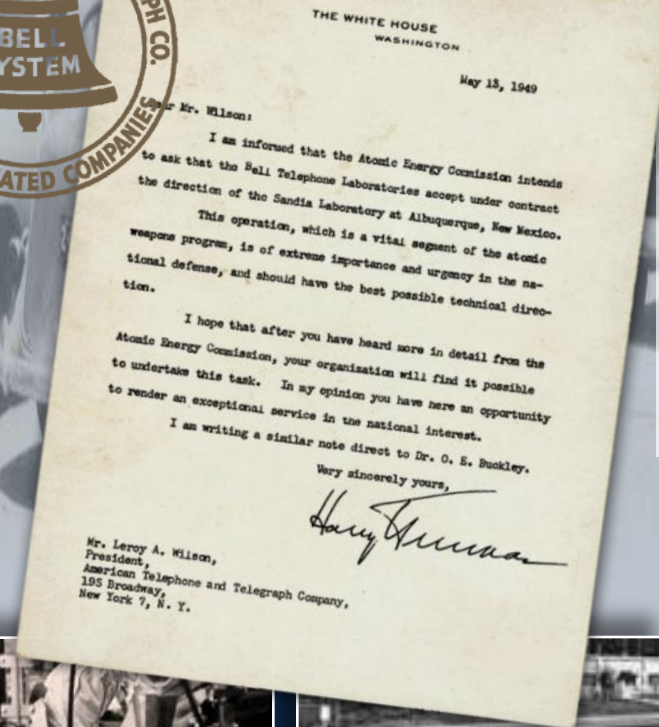 PH CO.
BELL
YSTEM
ATED COMPANIES
THE WHITE HOUSE
WASHINGTON
May 13, 1949
Mr. Wilson:
I am informed that the Atomic Energy Commission intends
to ask that the Bell Telephone Laboratories accept under contract
the direction of the Sandia Laboratory at Albuquerque, New Mexico.
This operation, which is a vital segment of the atomic
weapons program, is of extreme importance and urgency in the na-
tional defense, and should have the best possible technical direc-
tion.
I hope that after you have heard more in detail from the
Atomic Energy Commission, your organization will find it possible
to undertake this task. In my opinion you have here an opportunity
to render an exceptional service in the national interest.
I am writing a similar note direct to Dr. O. E. Buckley.
Very sincerely yours,
Harry Truman
Mr. Leroy A. Wilson,
President,
American Telephone and Telegraph Company,
195 Broadway,
New York 7, N. Y.